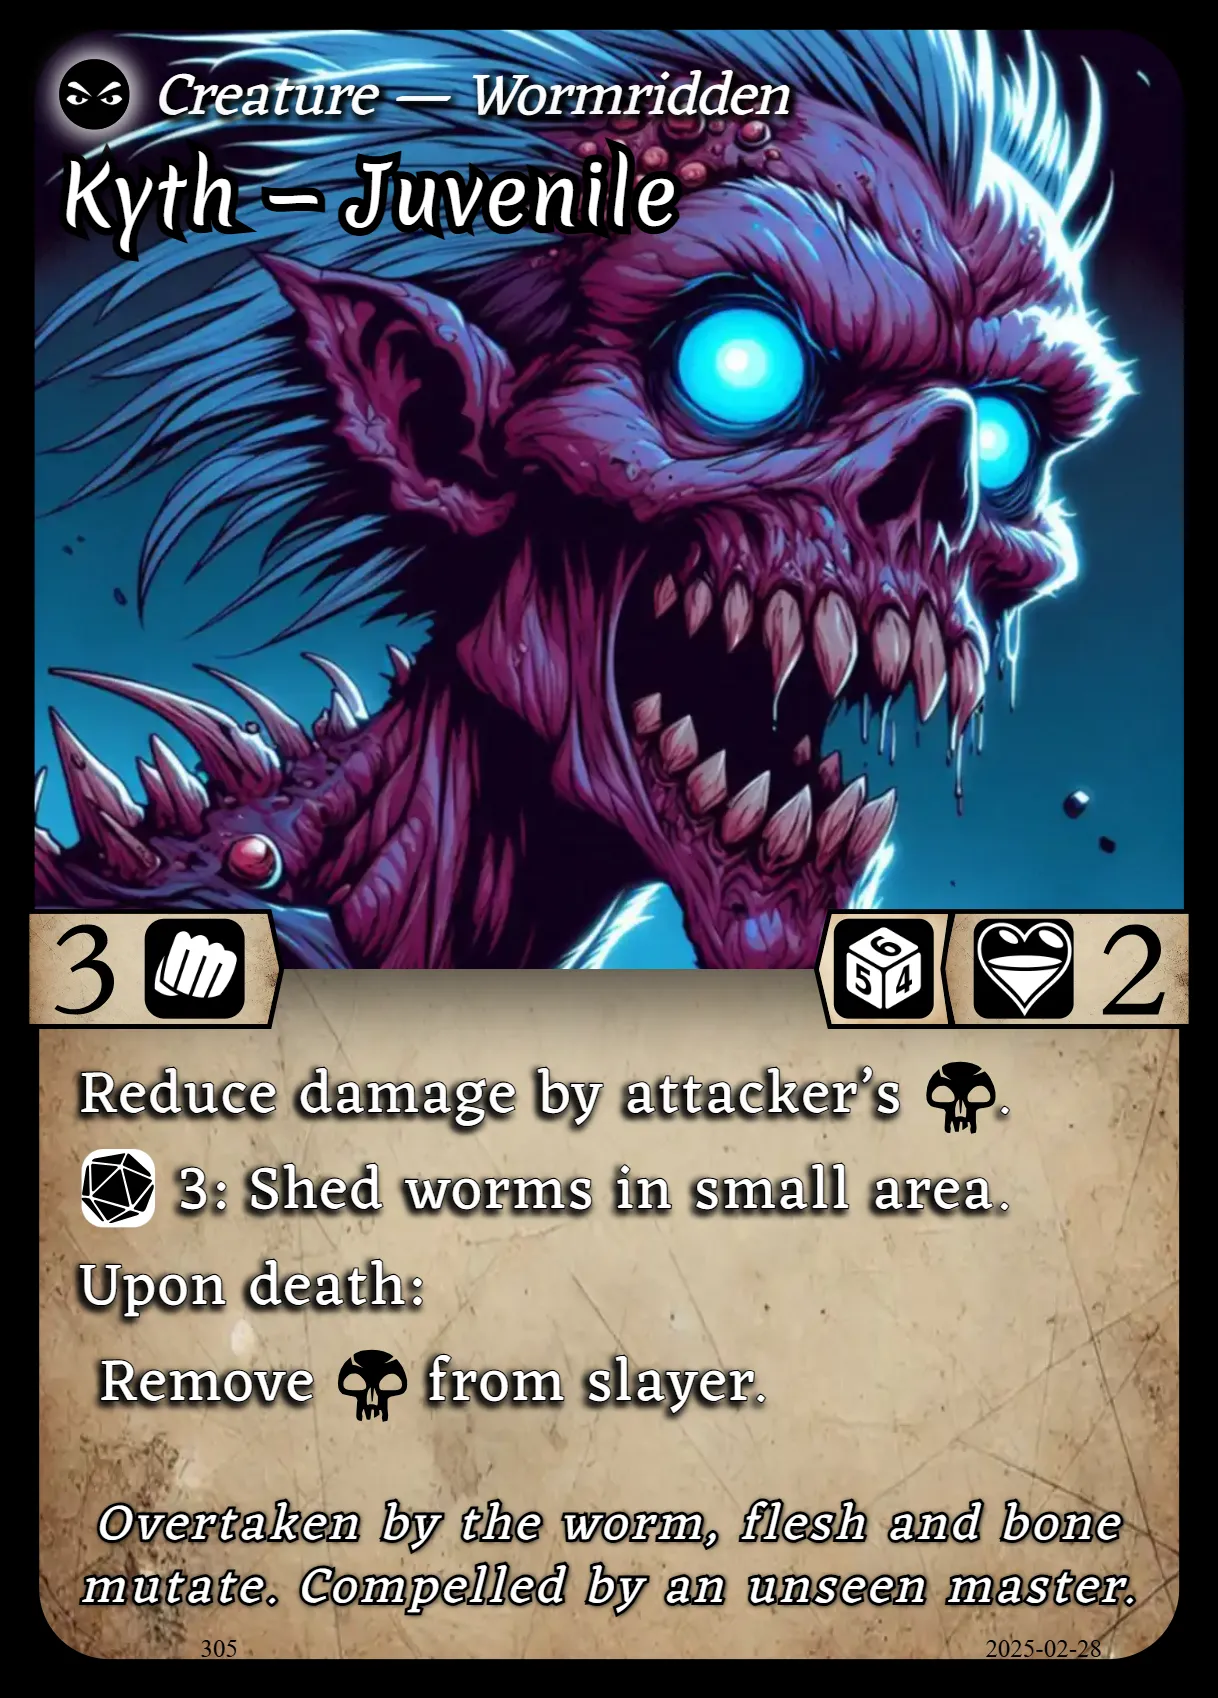 Creature — Wormridden
Kyth – Juvenile
3
6
5 4
2
Reduce damage by attacker's .
3: Shed worms in small area.
Upon death:
Remove from slayer.
Overtaken by the worm, flesh and bone
mutate. Compelled by an unseen master.
305
2025-02-28